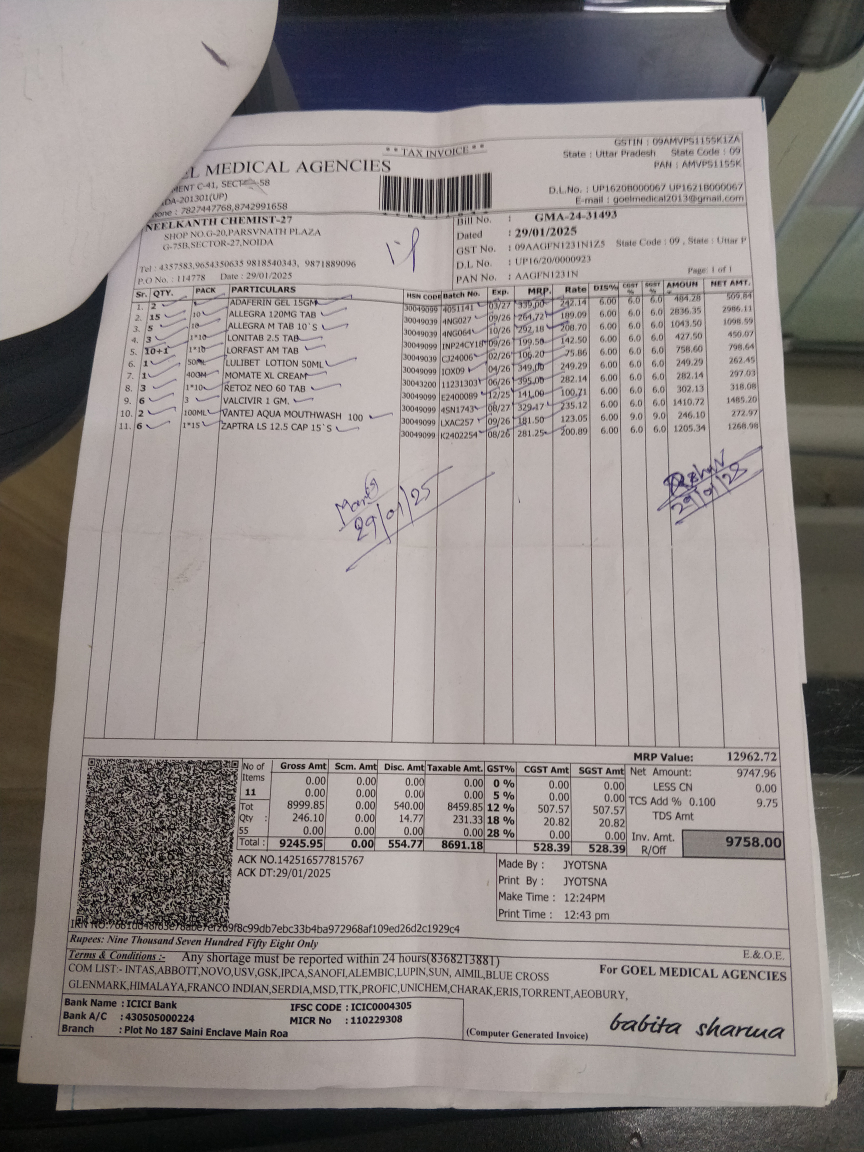 **TAX INVOICE**
GSTIN : 09AMVPS1155K1ZA
State : Uttar Pradesh State Code : 09
PAN : AMVPS1155K
OEL MEDICAL AGENCIES
MENT C-41, SECT -58
DA-201301(UP)
hone : 7827447768,8742991658
D.L.No. : UP1620B000067 UP1621B000067
E-mail : goelmedical2013@gmail.com
NEELKANTH CHEMIST-27
SHOP NO.G-20,PARSVNATH PLAZA
G-75B,SECTOR-27,NOIDA
Tel : 4357583,9654350635 9818540343, 9871889096
P.O No. : 114778 Date : 29/01/2025
Bill No. : GMA-24-31493
Dated : 29/01/2025
GST No. : 09AAGFN1231N1Z5 State Code : 09 , State : Uttar P
D.L No. : UP16/20/0000923
PAN No. : AAGFN1231N
Page: 1 of 1
Sr. QTY. PACK PARTICULARS HSN CODE Batch No. Exp. MRP. Rate DIS% CGST % SGST % AMOUN NET AMT.
1. 2 ADAFERIN GEL 15GM 30049099 4051141 03/27 339.00 242.14 6.00 6.0 6.0 484.28 509.84
2. 15 10 ALLEGRA 120MG TAB 30049039 4NG027 09/26 264.72 189.09 6.00 6.0 6.0 2836.35 2986.11
3. 5 10 ALLEGRA M TAB 10`S 30049039 4NG064 10/26 292.18 208.70 6.00 6.0 6.0 1043.50 1098.59
4. 3 1*10 LONITAB 2.5 TAB 30049099 INP24CY18 09/26 199.50 142.50 6.00 6.0 6.0 427.50 450.07
5. 10+1 1*10 LORFAST AM TAB 30049039 CJ24006 02/26 106.20 75.86 6.00 6.0 6.0 758.60 798.64
6. 1 50ML LULIBET LOTION 50ML 30049099 IOX09 04/26 349.00 249.29 6.00 6.0 6.0 249.29 262.45
7. 1 MOMATE XL CREAM 30043200 11231303 06/26 395.00 282.14 6.00 6.0 6.0 282.14 297.03
8. 3 1*10 RETOZ NEO 60 TAB 30049099 E2400089 12/25 141.00 100.71 6.00 6.0 6.0 302.13 318.08
9. 6 3 VALCIVIR 1 GM. 30049099 4SN1743 08/27 329.17 235.12 6.00 6.0 6.0 1410.72 1485.20
10. 2 100ML VANTEJ AQUA MOUTHWASH 100 30049099 LXAC257 09/26 181.50 123.05 6.00 9.0 9.0 246.10 272.97
11. 6 1*15 ZAPTRA LS 12.5 CAP 15`S 30049099 K2402254 08/26 281.25 200.89 6.00 6.0 6.0 1205.34 1268.98
29/01/25
29/01/25
MRP Value: 12962.72
No of Items 11 Tot Qty : 55
Gross Amt Scm. Amt Disc. Amt Taxable Amt. GST% CGST Amt SGST Amt
0.00 0.00 0.00 0.00 0 % 0.00 0.00
0.00 0.00 0.00 0.00 5 % 0.00 0.00
8999.85 0.00 540.00 8459.85 12 % 507.57 507.57
246.10 0.00 14.77 231.33 18 % 20.82 20.82
0.00 0.00 0.00 0.00 28 % 0.00 0.00
Total : 9245.95 0.00 554.77 8691.18 528.39 528.39
Net Amount: 9747.96
LESS CN 0.00
TCS Add % 0.100 9.75
TDS Amt
Inv. Amt. R/Off 9758.00
ACK NO.142516577815767
ACK DT:29/01/2025
Made By : JYOTSNA
Print By : JYOTSNA
Make Time : 12:24PM
Print Time : 12:43 pm
Rupees: Nine Thousand Seven Hundred Fifty Eight Only
E.& O.E.
Terms & Conditions :- Any shortage must be reported within 24 hours(8368213881)
COM LIST:- INTAS,ABBOTT,NOVO,USV,GSK,IPCA,SANOFI,ALEMBIC,LUPIN,SUN, AIMIL,BLUE CROSS
GLENMARK,HIMALAYA,FRANCO INDIAN,SERDIA,MSD,TTK,PROFIC,UNICHEM,CHARAK,ERIS,TORRENT,AEOBURY,
For GOEL MEDICAL AGENCIES
Bank Name : ICICI Bank IFSC CODE : ICIC0004305
Bank A/C : 430505000224 MICR No : 110229308
Branch : Plot No 187 Saini Enclave Main Roa
(Computer Generated Invoice)
babita sharma